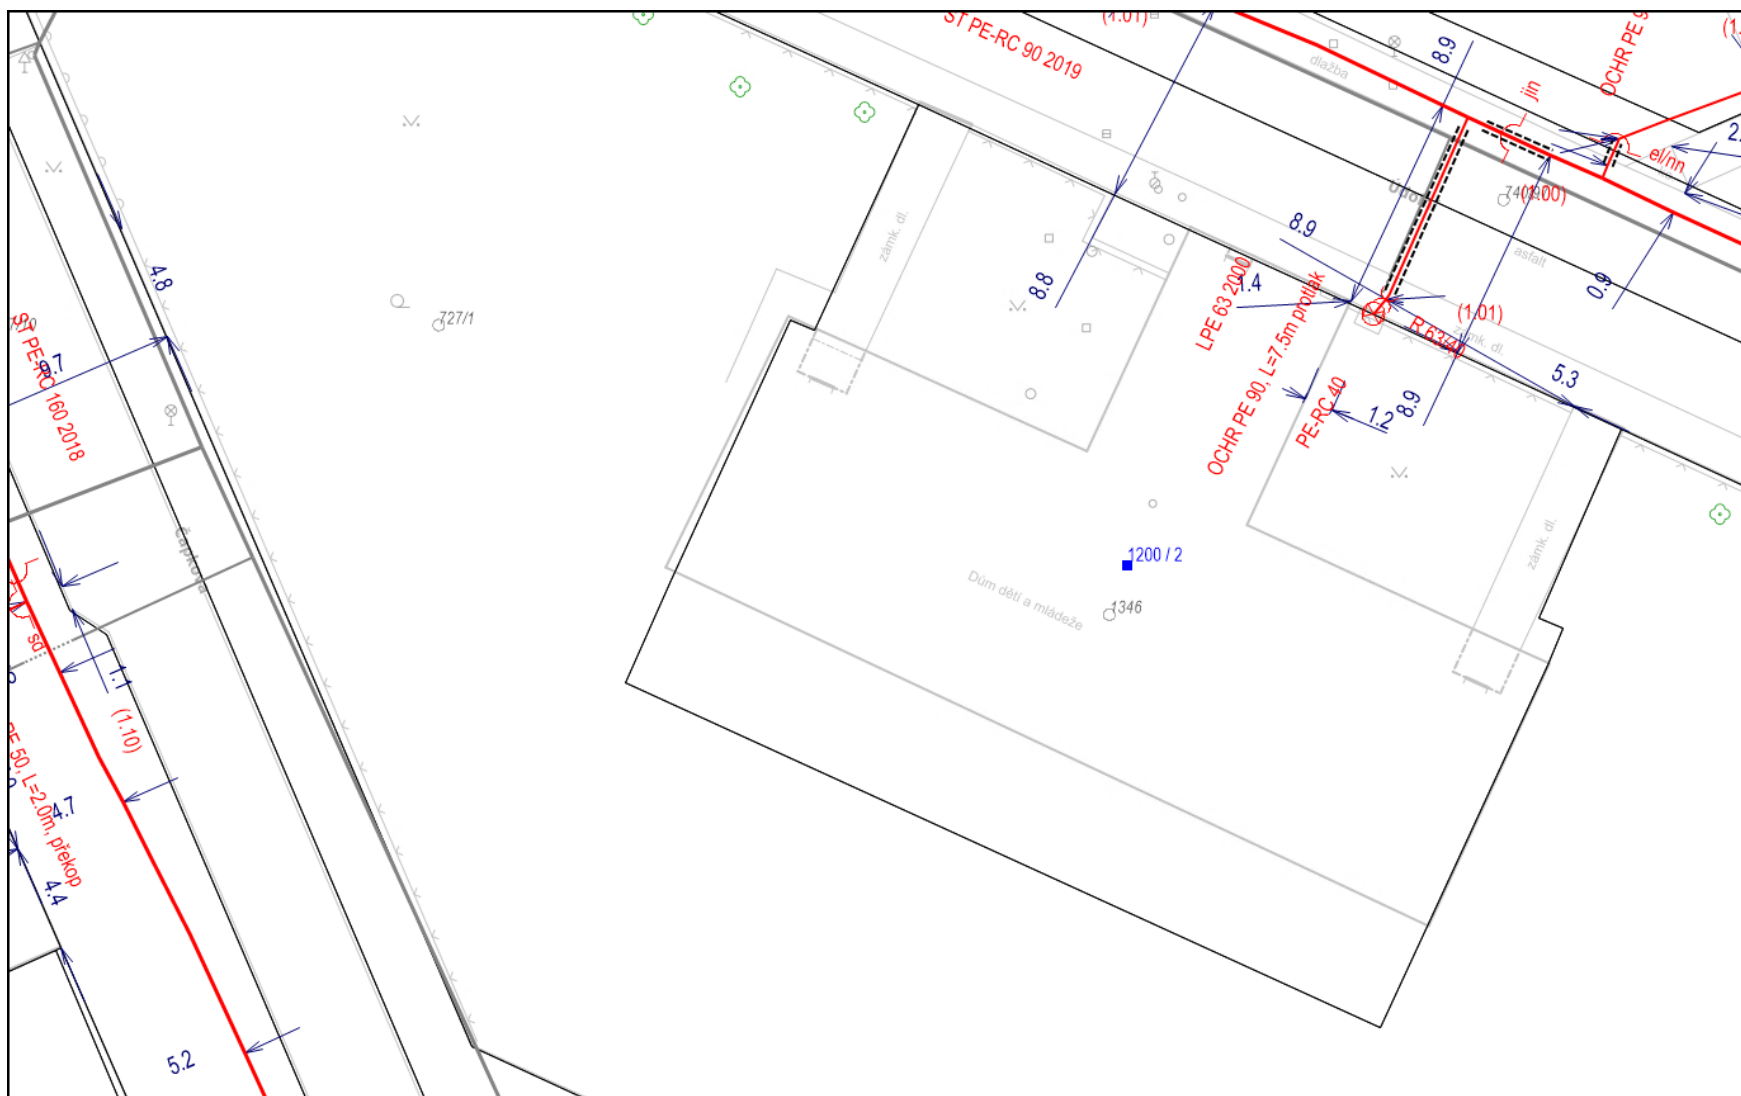 ST PE-RC 90 2019
(1.01)
8.9
OCHR PE 9
dlažba
jin
el/nn
(1.00)
zámk. dl.
8.9
asfalt
0.9
4.8
8.8
1.4
LPE 63 2000
(1.01)
R 63/40
zámk. dl.
727/1
9.7
ST PE-RC 160 2018
OCHR PE 90, L=7.5m protlak
PE-RC 40
1.2
8.9
5.3
Čapkova
zámk. dl.
1200 / 2
Dům dětí a mládeže
1346
sd
1.1
(1.10)
PE 50, L=2.0m, překop
4.7
4.4
5.2